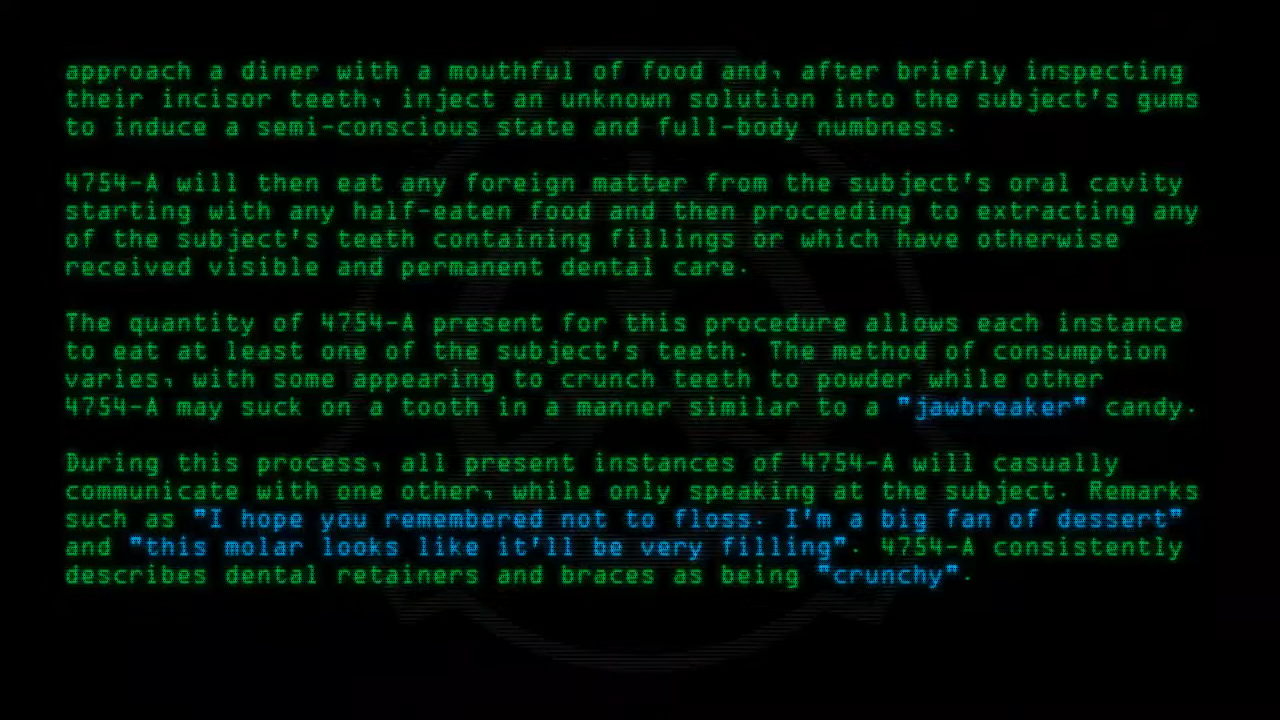 approach a diner with a mouthful of food and, after briefly inspecting
their incisor teeth, inject an unknown solution into the subject's gums
to induce a semi-conscious state and full-body numbness.
4754-A will then eat any foreign matter from the subject's oral cavity
starting with any half-eaten food and then proceeding to extracting any
of the subject's teeth containing fillings or which have otherwise
received visible and permanent dental care.
The quantity of 4754-A present for this procedure allows each instance
to eat at least one of the subject's teeth. The method of consumption
varies, with some appearing to crunch teeth to powder while other
4754-A may suck on a tooth in a manner similar to a "jawbreaker" candy.
During this process, all present instances of 4754-A will casually
communicate with one other, while only speaking at the subject. Remarks
such as "I hope you remembered not to floss. I'm a big fan of dessert"
and "this molar looks like it'll be very filling". 4754-A consistently
describes dental retainers and braces as being "crunchy".